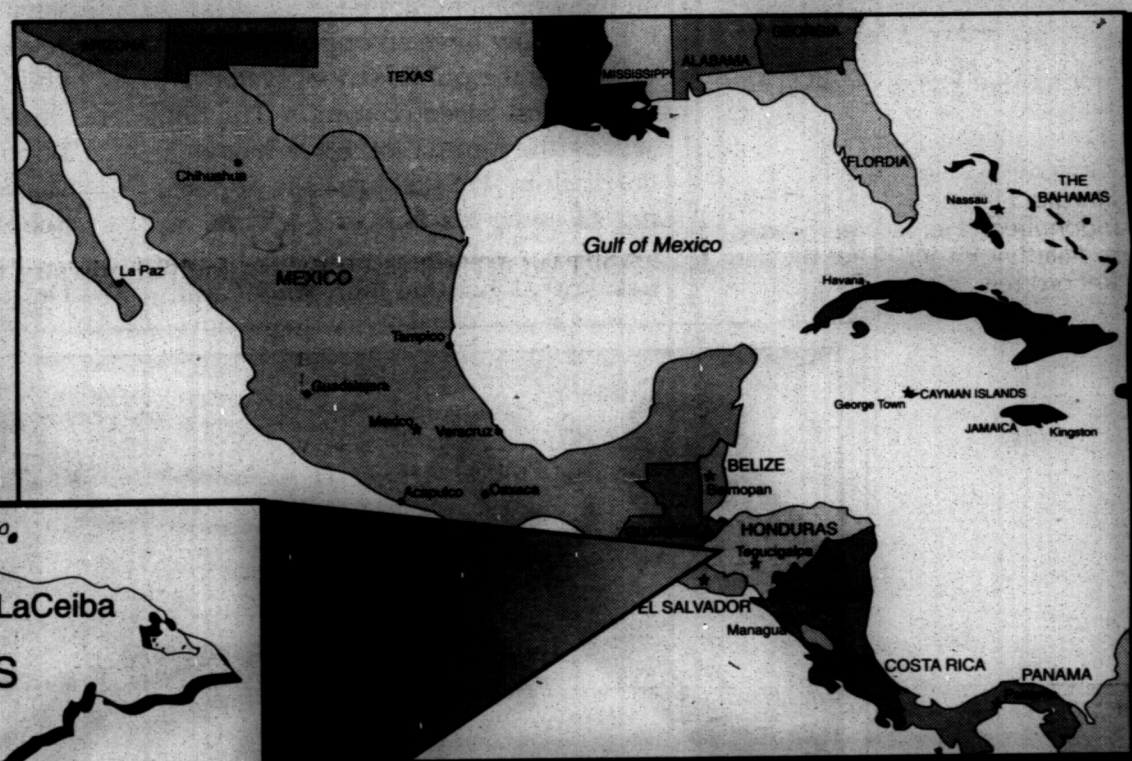 ARIZONA
TEXAS
MISSISSIPPI
ALABAMA
GEORGIA
Chihuahua
FLORDIA
THE
BAHAMAS
Nassau
Gulf of Mexico
La Paz
MEXICO
Havana
Tampico
Guadalajara
CAYMAN ISLANDS
George Town
Mexico
Veracruz
JAMAICA
Kingston
BELIZE
Belmopan
Acapulco
Oaxaca
HONDURAS
Tegucigalpa
LaCeiba
EL SALVADOR
Managua
S
COSTA RICA
PANAMA